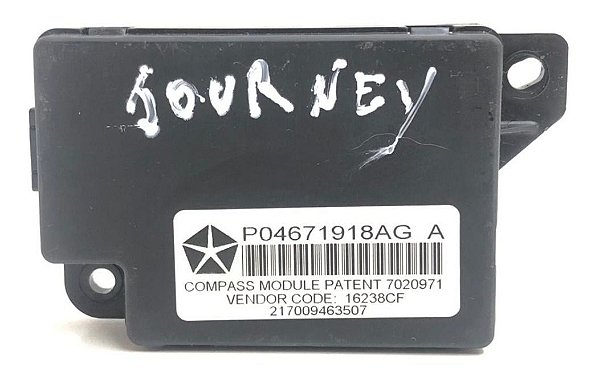 JOURNEY
P04671918AG A
COMPASS MODULE PATENT 7020971
VENDOR CODE: 16238CF
217009463507